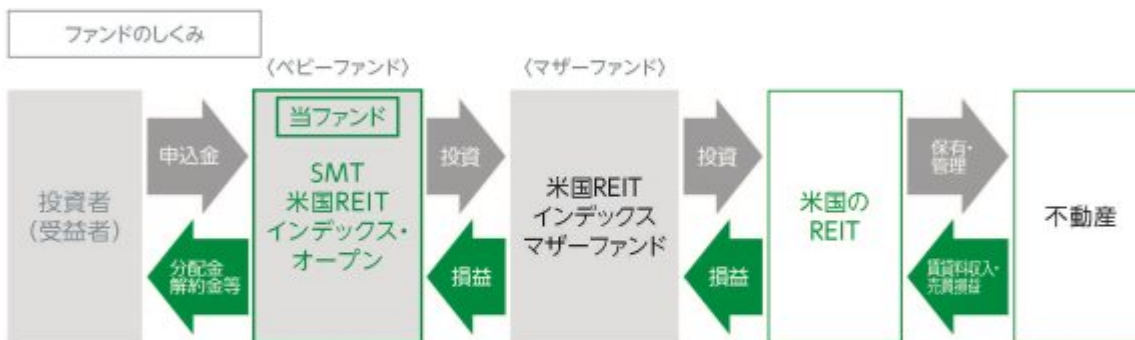 ファンドのしくみ
〈ベビーファンド〉
〈マザーファンド〉
投資者
(受益者)
申込金
分配金
解約金等
当ファンド
SMT
米国REIT
インデックス・
オープン
投資
損益
米国REIT
インデックス
マザーファンド
投資
損益
米国の
REIT
保有・
管理
賃貸料収入・
売買損益
不動産